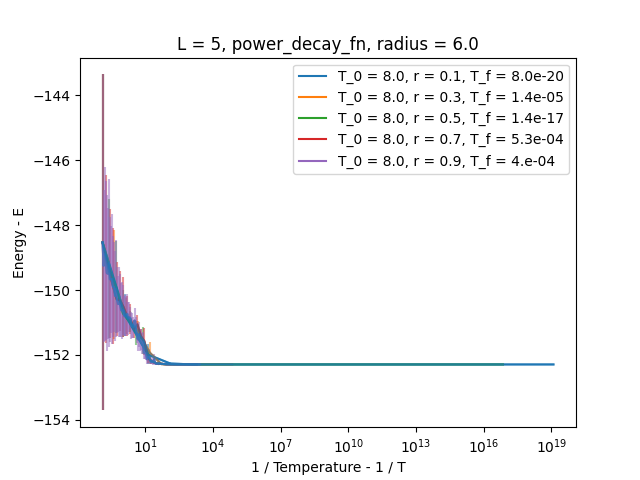 L = 5, power_decay_fn, radius = 6.0
T_0 = 8.0, r = 0.1, T_f = 8.0e-20
T_0 = 8.0, r = 0.3, T_f = 1.4e-05
T_0 = 8.0, r = 0.5, T_f = 1.4e-17
T_0 = 8.0, r = 0.7, T_f = 5.3e-04
T_0 = 8.0, r = 0.9, T_f = 4.e-04
Energy - E
−144
−146
−148
−150
−152
−154
10¹ 10⁴ 10⁷ 10¹⁰ 10¹³ 10¹⁶ 10¹⁹
1 / Temperature - 1 / T